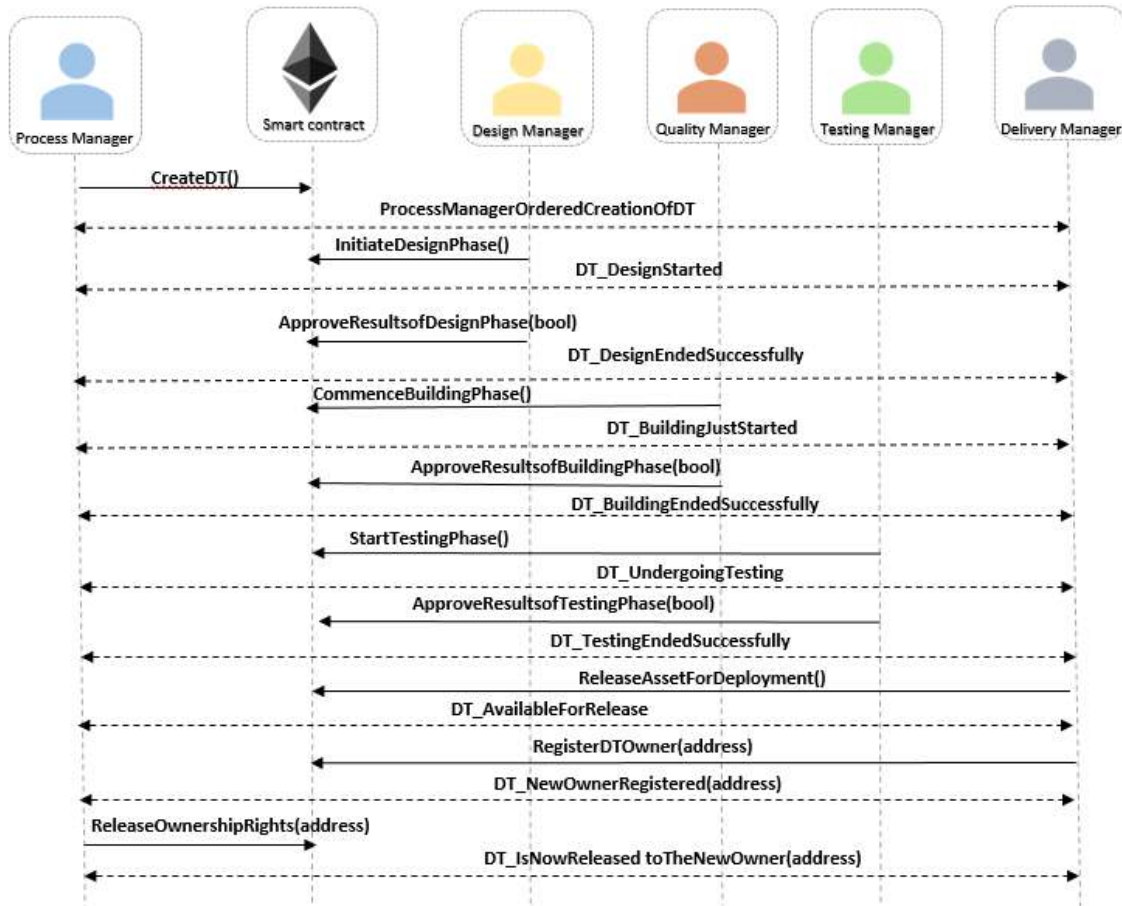 Process Manager
Smart contract
Design Manager
Quality Manager
Testing Manager
Delivery Manager
CreateDT()
ProcessManagerOrderedCreationOfDT
InitiateDesignPhase()
DT_DesignStarted
ApproveResultsofDesignPhase(bool)
DT_DesignEndedSuccessfully
CommenceBuildingPhase()
DT_BuildingJustStarted
ApproveResultsofBuildingPhase(bool)
DT_BuildingEndedSuccessfully
StartTestingPhase()
DT_UndergoingTesting
ApproveResultsofTestingPhase(bool)
DT_TestingEndedSuccessfully
ReleaseAssetForDeployment()
DT_AvailableForRelease
RegisterDTOwner(address)
DT_NewOwnerRegistered(address)
ReleaseOwnershipRights(address)
DT_IsNowReleased toTheNewOwner(address)